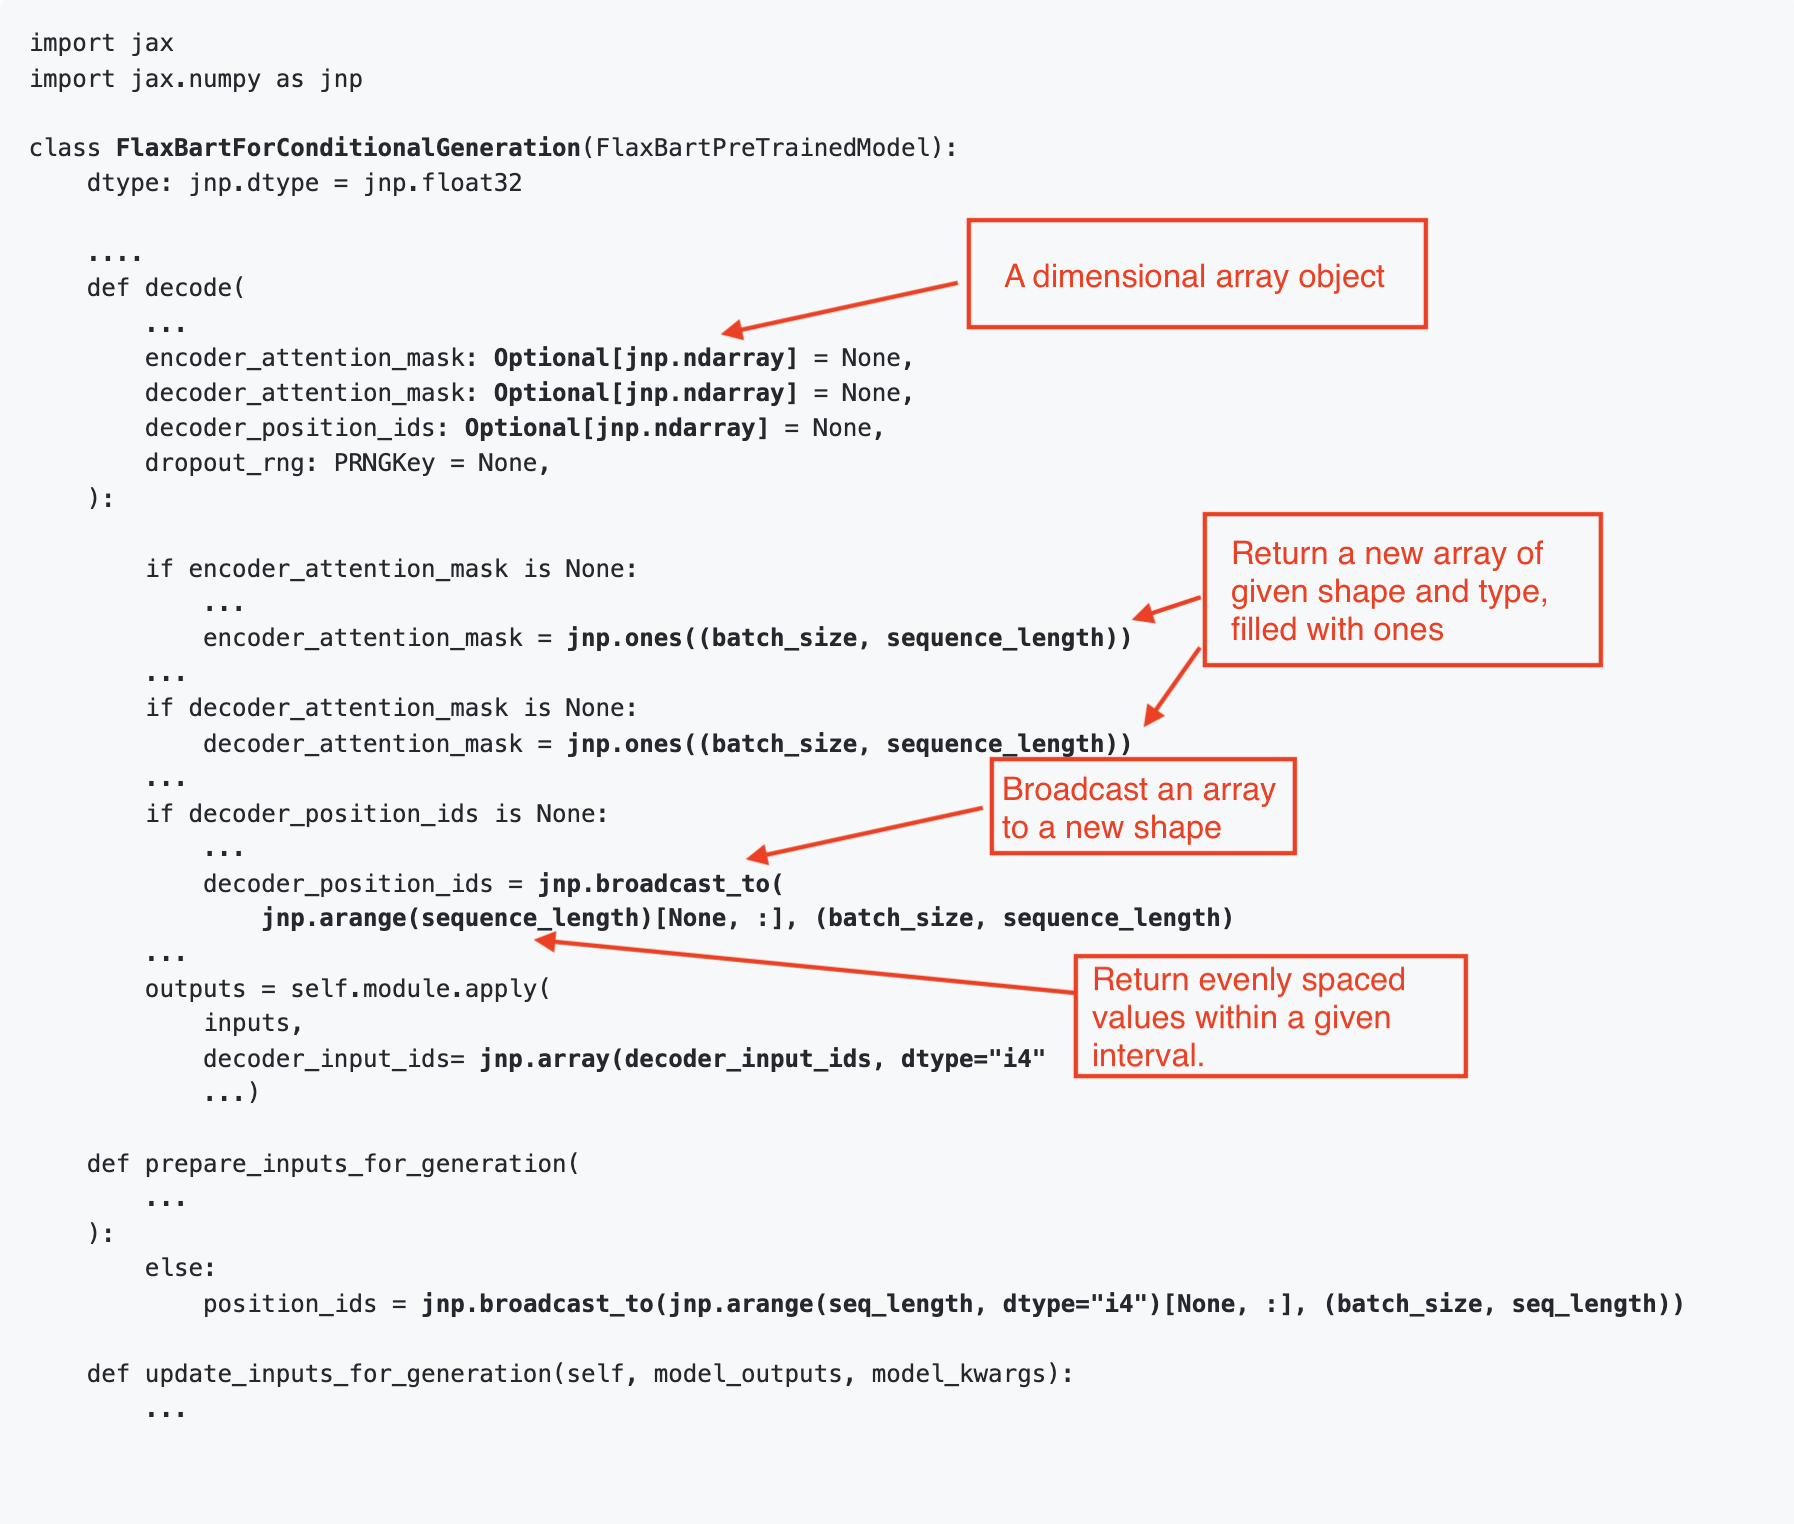 import jax
import jax.numpy as jnp
class FlaxBartForConditionalGeneration(FlaxBartPreTrainedModel):
    dtype: jnp.dtype = jnp.float32
    ....
    def decode(
        ...
A dimensional array object
        encoder_attention_mask: Optional[jnp.ndarray] = None,
        decoder_attention_mask: Optional[jnp.ndarray] = None,
        decoder_position_ids: Optional[jnp.ndarray] = None,
        dropout_rng: PRNGKey = None,
    ):
        if encoder_attention_mask is None:
            ...
            encoder_attention_mask = jnp.ones((batch_size, sequence_length))
Return a new array of
given shape and type,
filled with ones
        ...
        if decoder_attention_mask is None:
            decoder_attention_mask = jnp.ones((batch_size, sequence_length))
        ...
        if decoder_position_ids is None:
            ...
Broadcast an array
to a new shape
            decoder_position_ids = jnp.broadcast_to(
                jnp.arange(sequence_length)[None, :], (batch_size, sequence_length)
        ...
Return evenly spaced
values within a given
interval.
        outputs = self.module.apply(
            inputs,
            decoder_input_ids= jnp.array(decoder_input_ids, dtype="i4"
            ...)
    def prepare_inputs_for_generation(
        ...
    ):
        else:
            position_ids = jnp.broadcast_to(jnp.arange(seq_length, dtype="i4")[None, :], (batch_size, seq_length))
    def update_inputs_for_generation(self, model_outputs, model_kwargs):
        ...